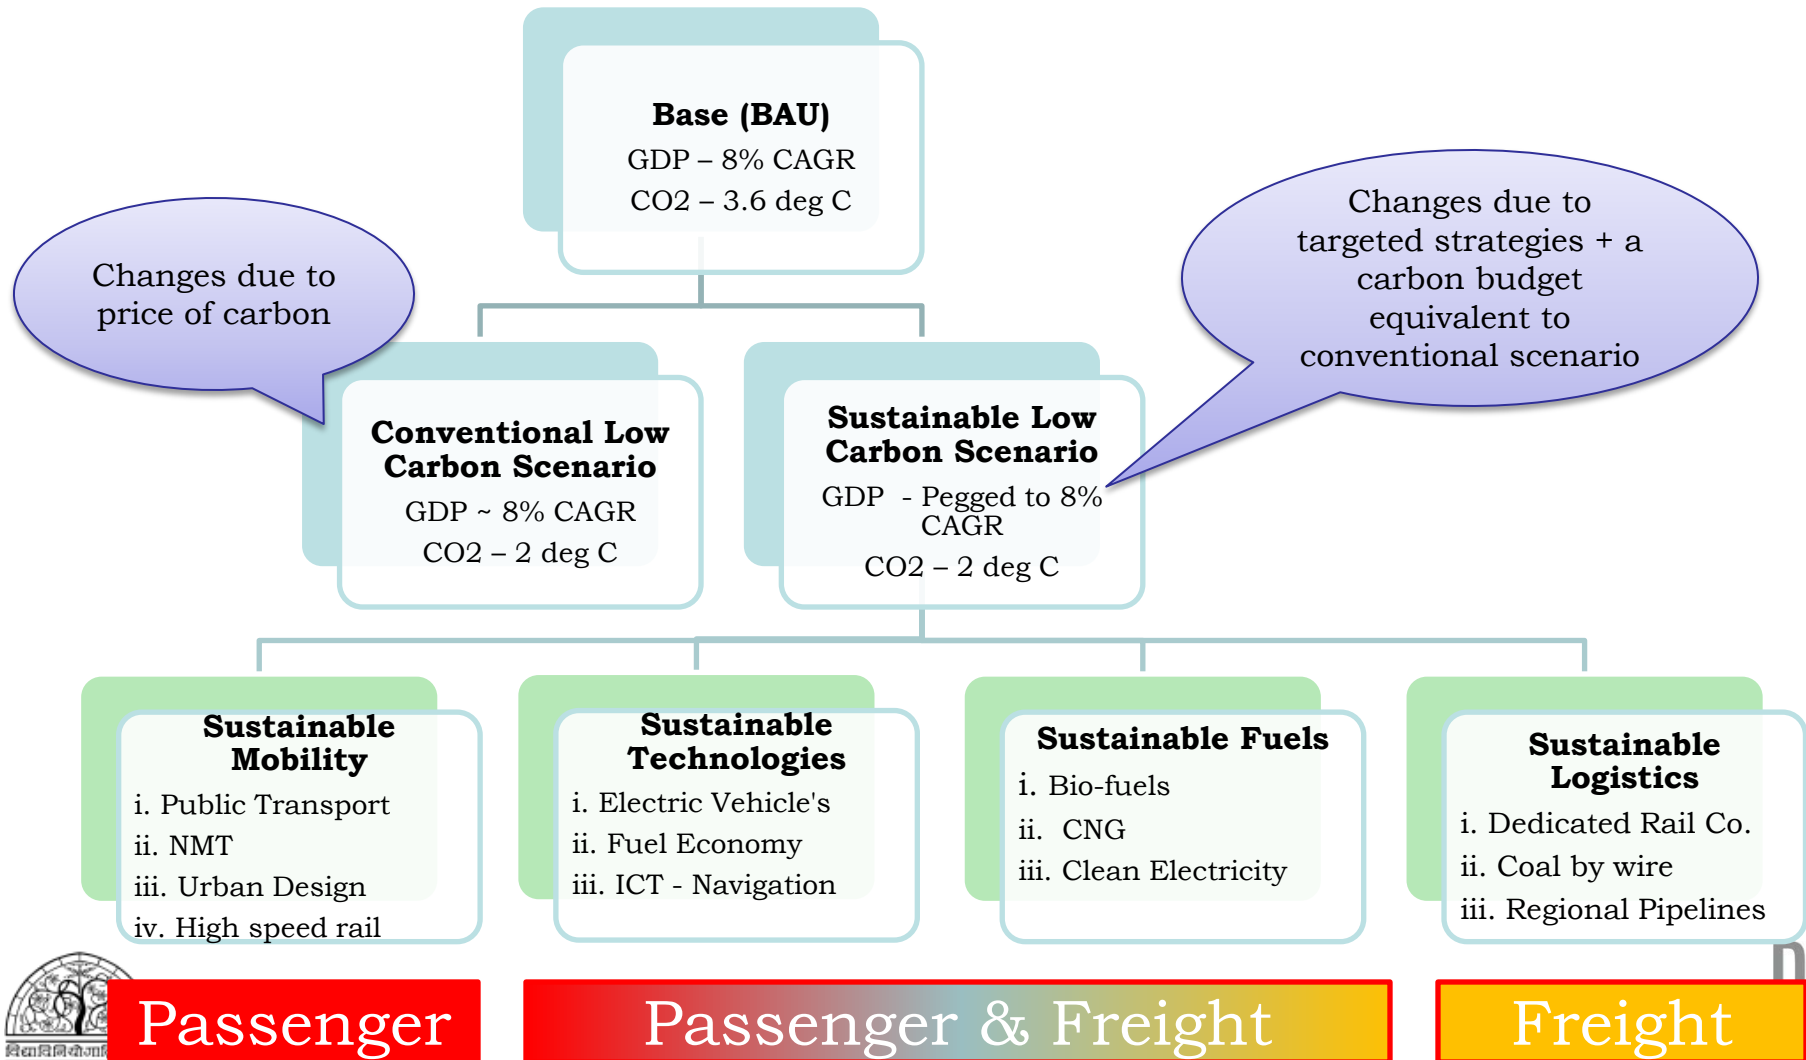 Base (BAU)
GDP – 8% CAGR
CO2 – 3.6 deg C
Changes due to
price of carbon
Changes due to
targeted strategies + a
carbon budget
equivalent to
conventional scenario
Conventional Low
Carbon Scenario
GDP ~ 8% CAGR
CO2 – 2 deg C
Sustainable Low
Carbon Scenario
GDP - Pegged to 8%
CAGR
CO2 – 2 deg C
Sustainable
Mobility
i. Public Transport
ii. NMT
iii. Urban Design
iv. High speed rail
Sustainable
Technologies
i. Electric Vehicle's
ii. Fuel Economy
iii. ICT - Navigation
Sustainable Fuels
i. Bio-fuels
ii. CNG
iii. Clean Electricity
Sustainable
Logistics
i. Dedicated Rail Co.
ii. Coal by wire
iii. Regional Pipelines
Passenger
Passenger & Freight
Freight